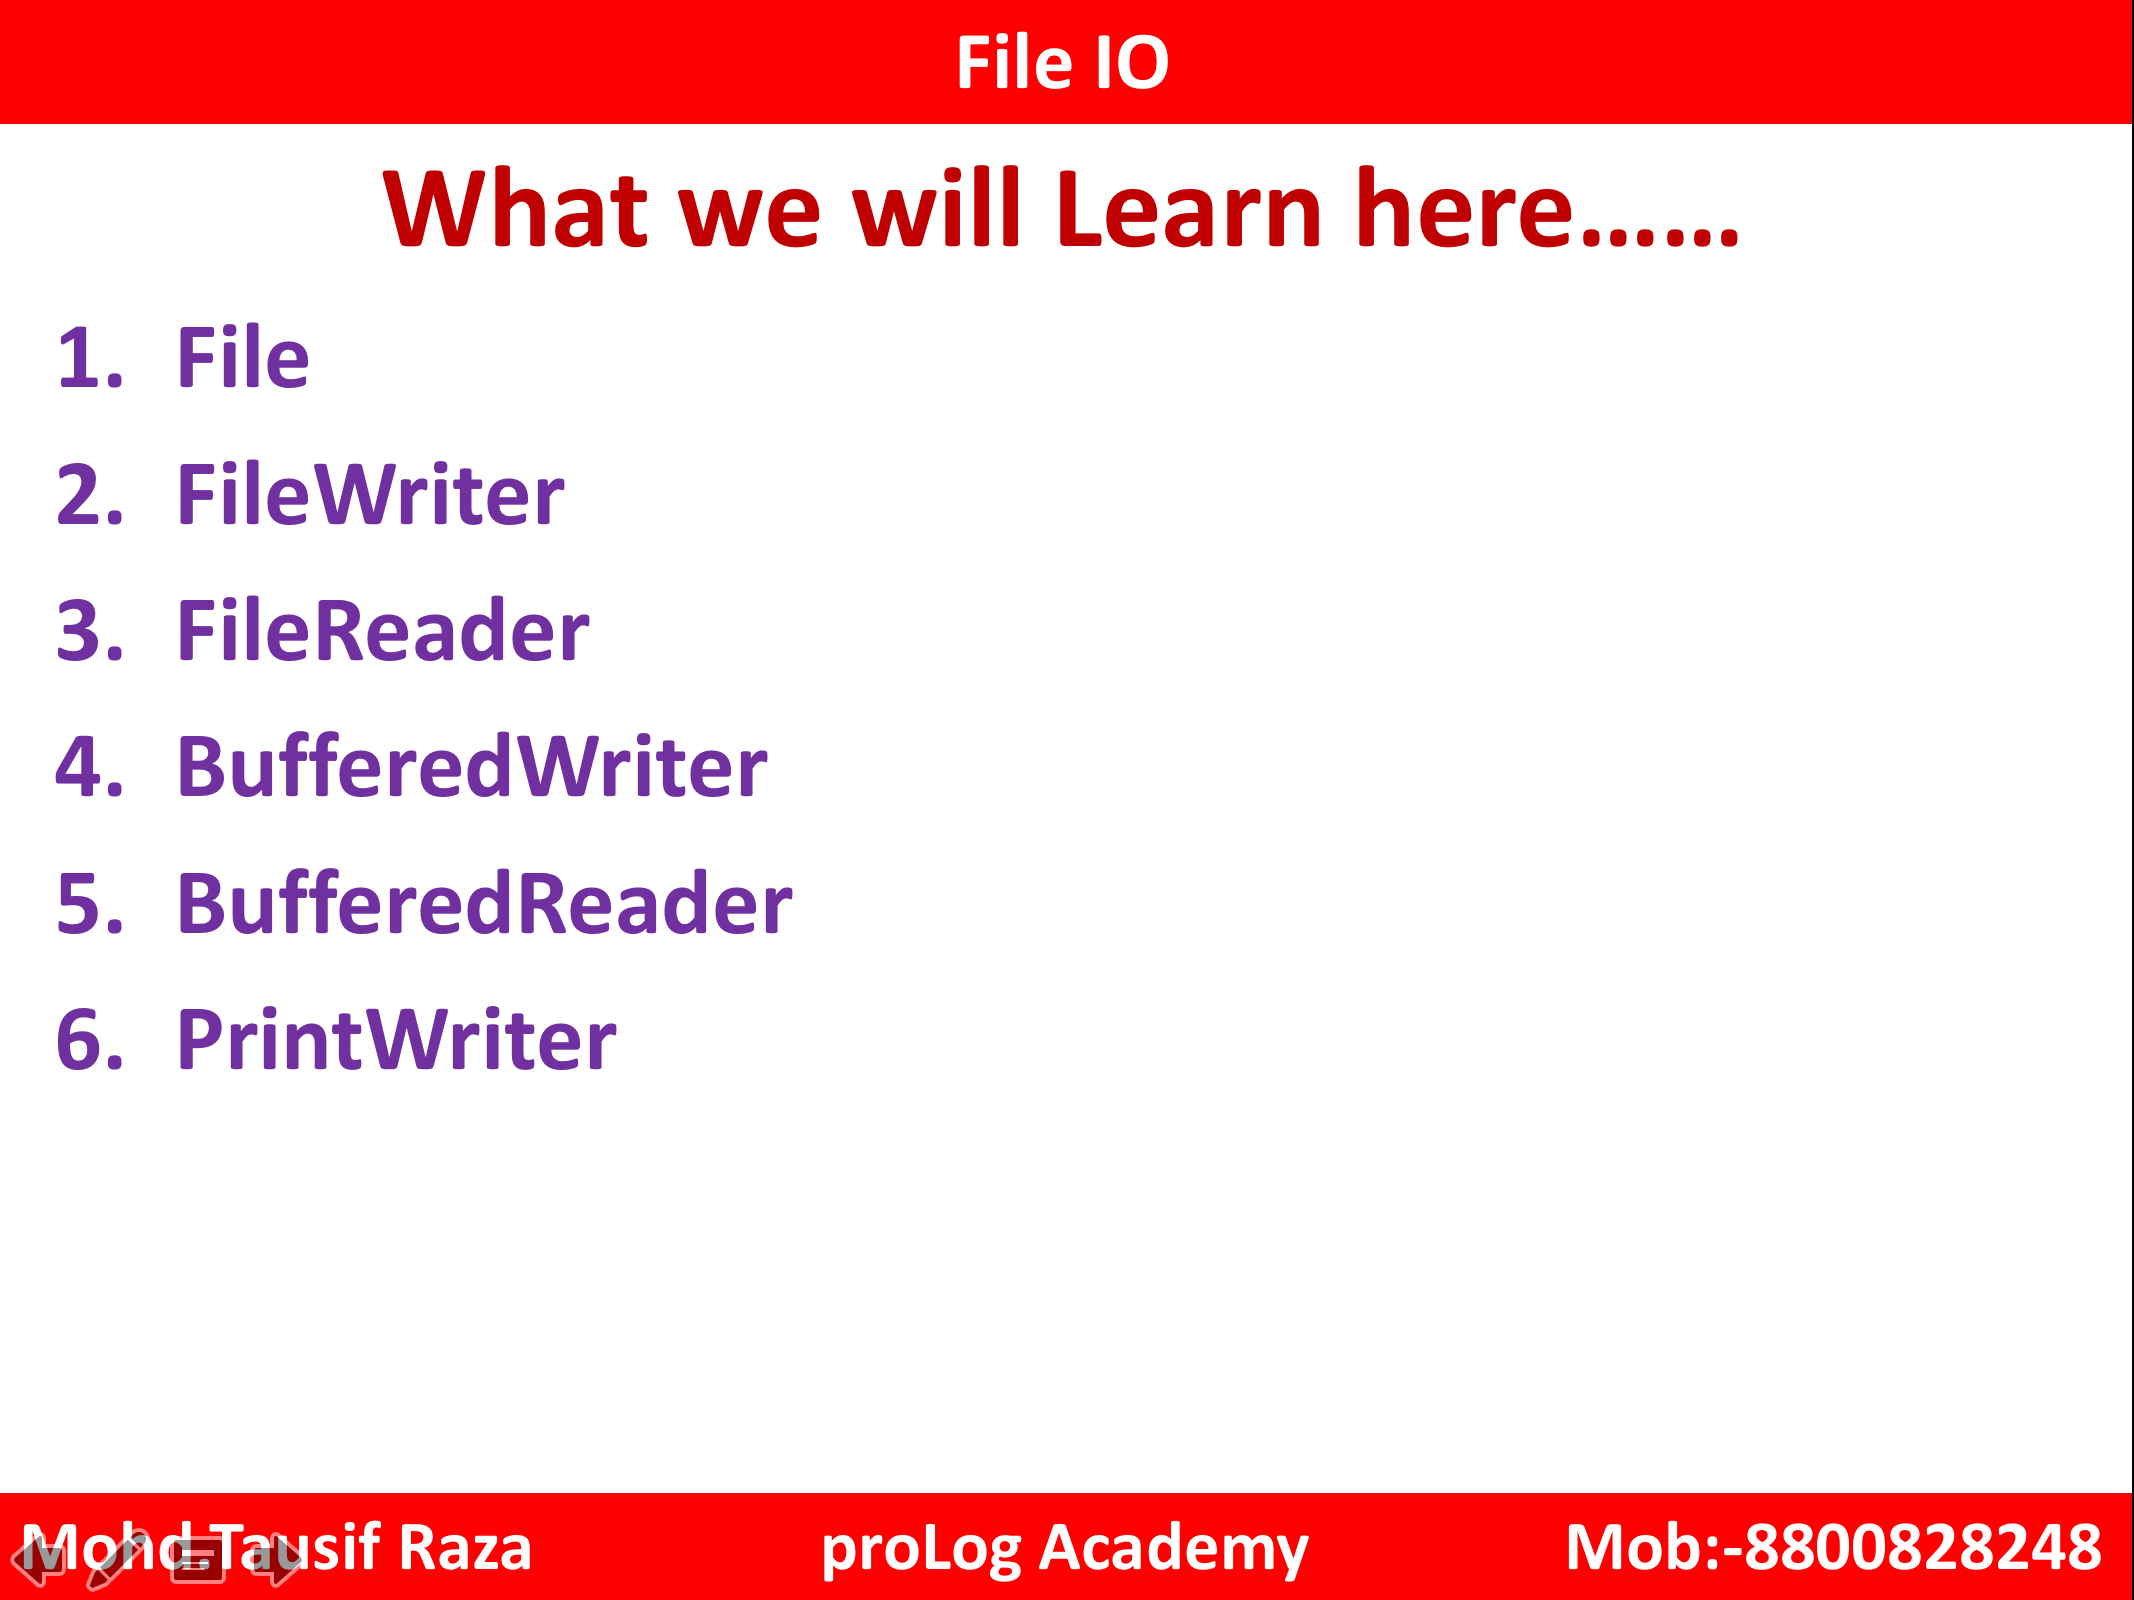 File IO
What we will Learn here……
1. File
2. FileWriter
3. FileReader
4. BufferedWriter
5. BufferedReader
6. PrintWriter
Mohd.Tausif Raza proLog Academy Mob:-8800828248